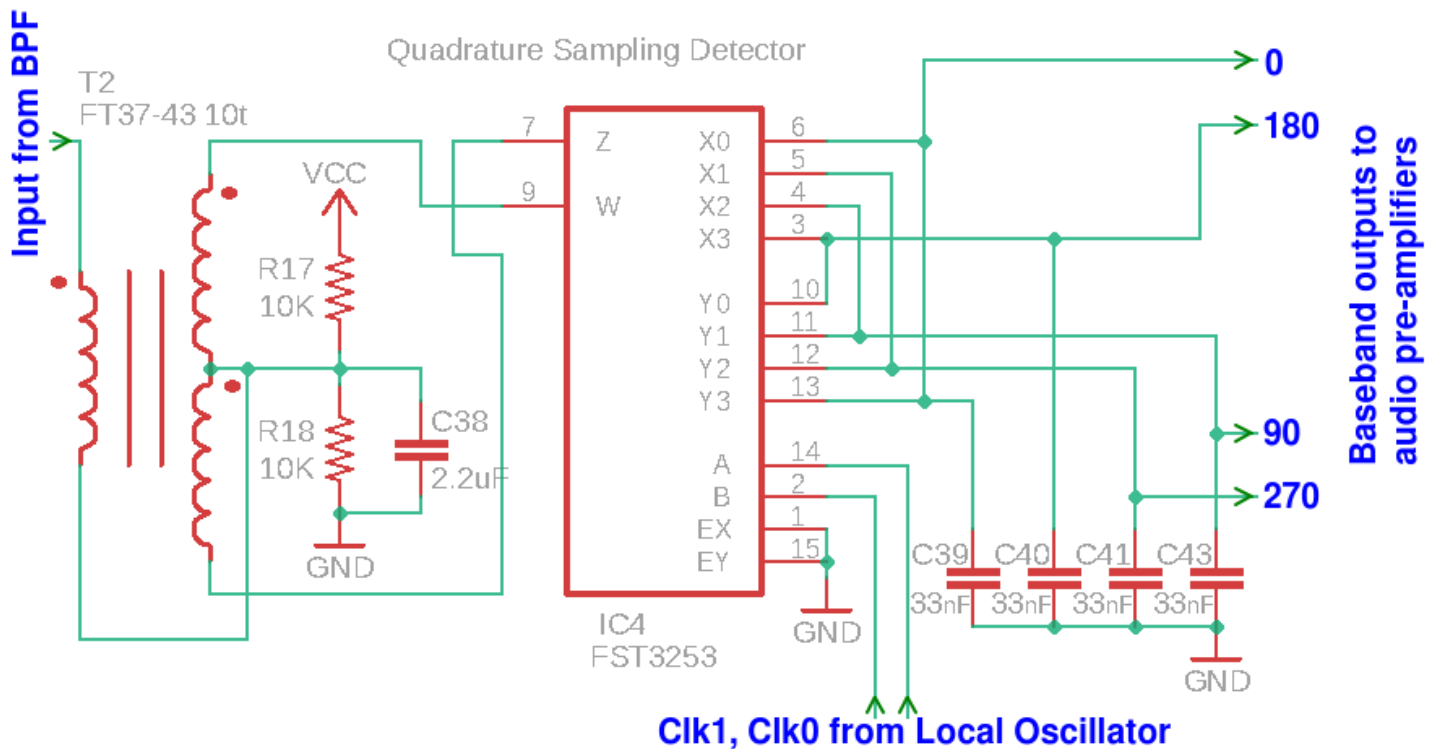 Quadrature Sampling Detector
Input from BPF
T2
FT37-43 10t
VCC
R17
10K
R18
10K
C38
2.2uF
GND
7
Z
9
W
X0
6
X1
5
X2
4
X3
3
Y0
10
Y1
11
Y2
12
Y3
13
A
14
B
2
EX
1
EY
15
IC4
FST3253
GND
0
180
90
270
Baseband outputs to
audio pre-amplifiers
C39
33nF
C40
33nF
C41
33nF
C43
33nF
GND
Clk1, Clk0 from Local Oscillator